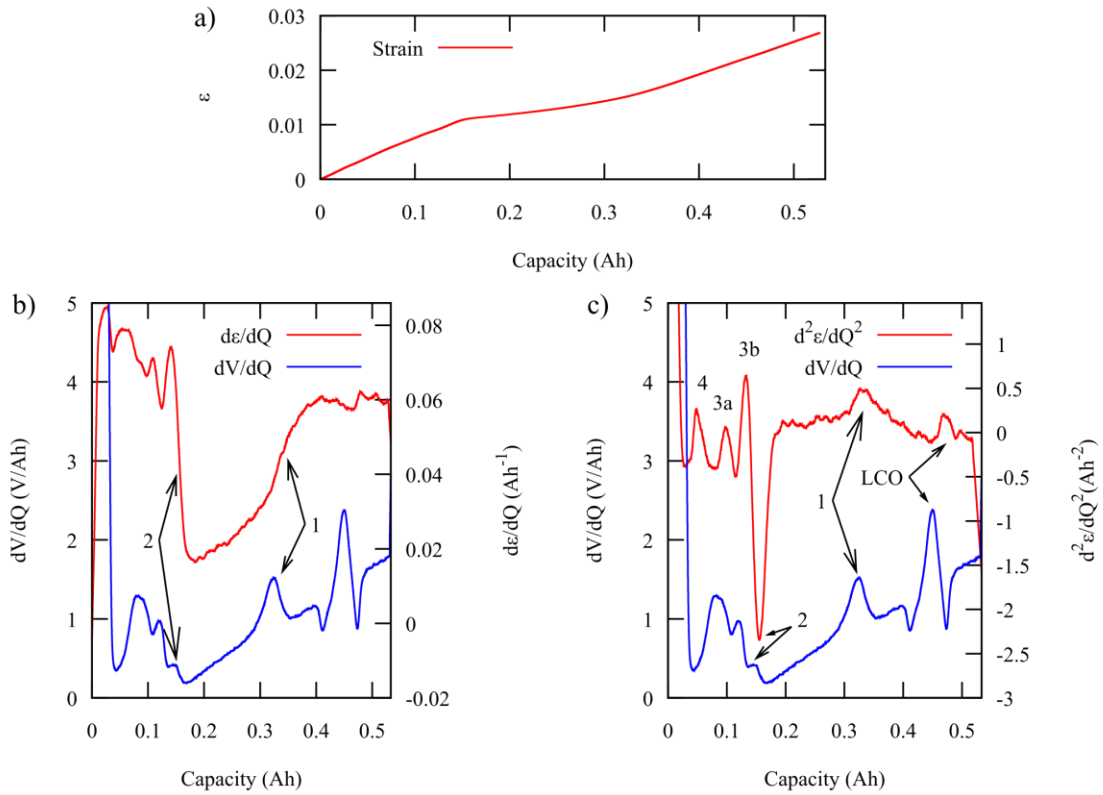 a)
0.03
0.02
0.01
0
ε
Strain
0 0.1 0.2 0.3 0.4 0.5
Capacity (Ah)
b)
5
4
3
2
1
0
dV/dQ (V/Ah)
dε/dQ
dV/dQ
2
1
0.08
0.06
0.04
0.02
0
-0.02
dε/dQ (Ah⁻¹)
0 0.1 0.2 0.3 0.4 0.5
Capacity (Ah)
c)
5
4
3
2
1
0
dV/dQ (V/Ah)
d²ε/dQ²
dV/dQ
3b
4
3a
LCO
1
2
1
0.5
0
-0.5
-1
-1.5
-2
-2.5
-3
d²ε/dQ²(Ah⁻²)
0 0.1 0.2 0.3 0.4 0.5
Capacity (Ah)